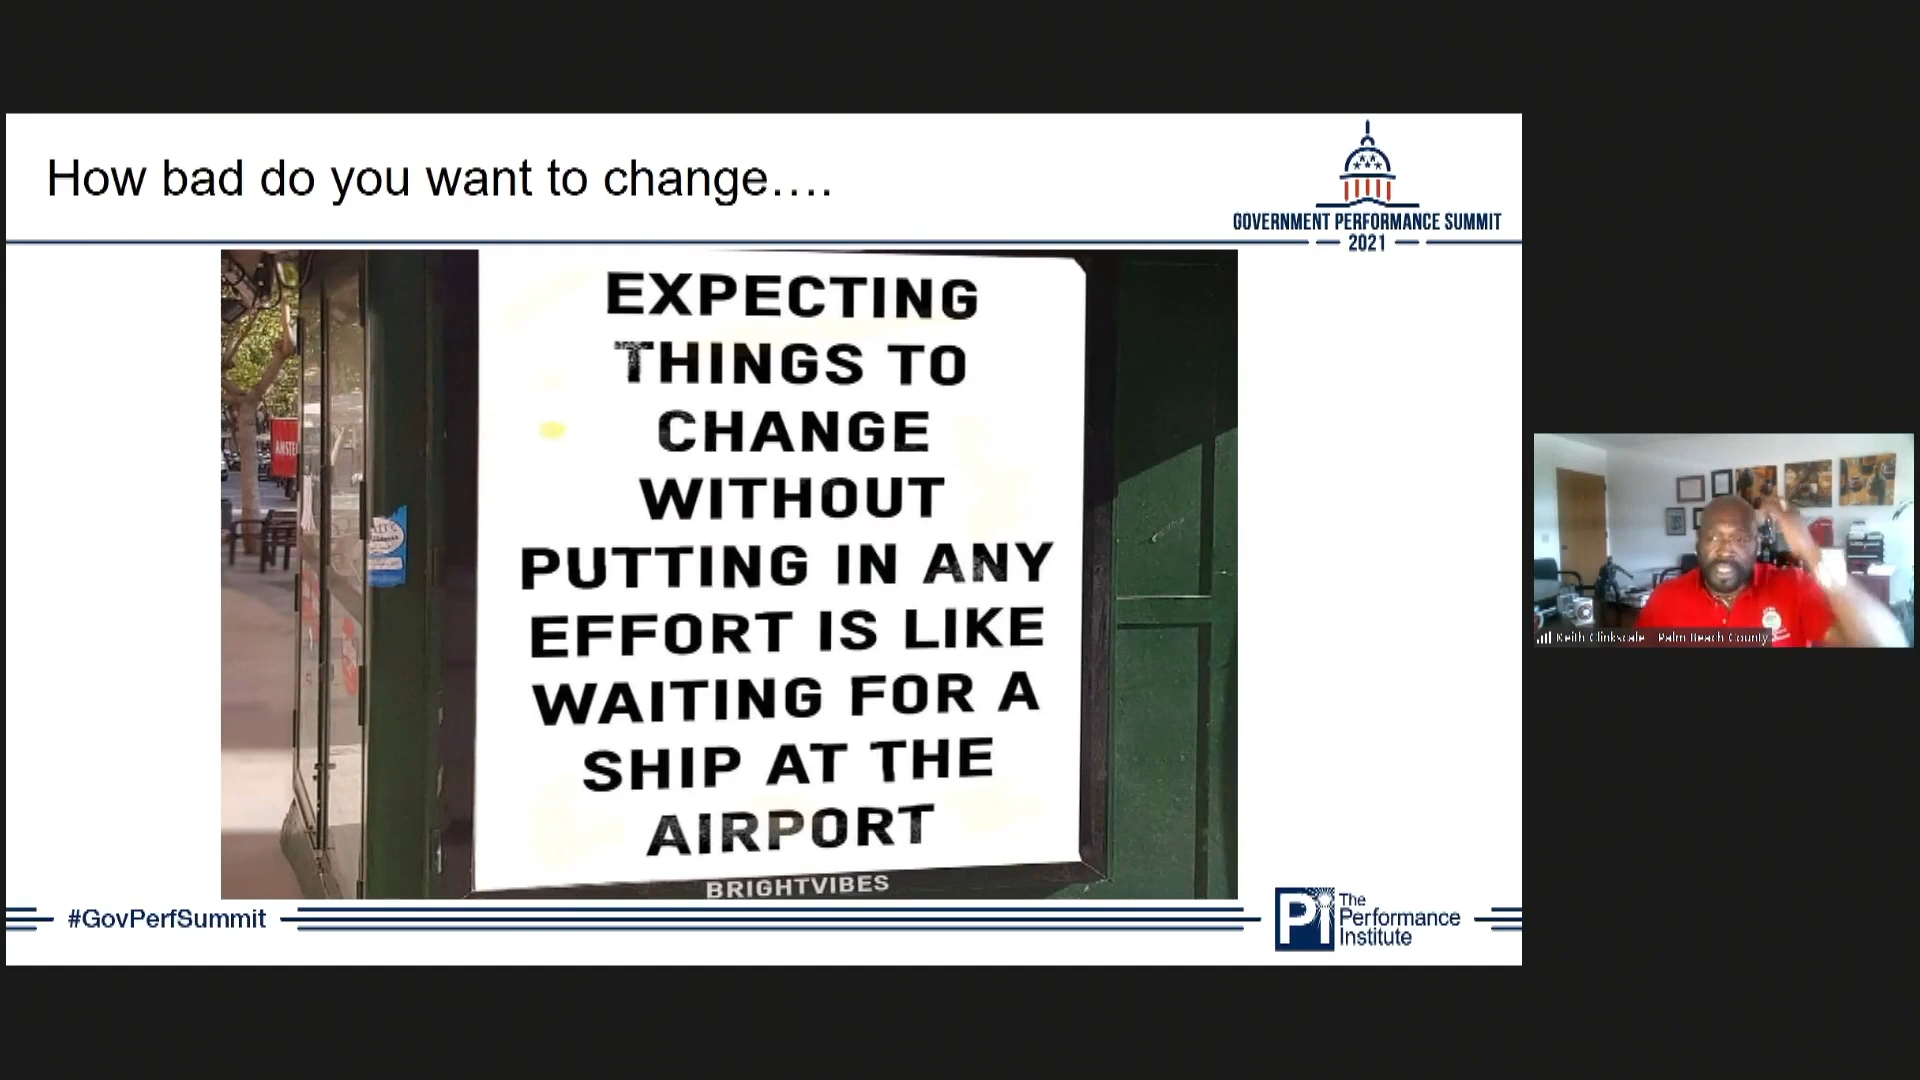 How bad do you want to change....
GOVERNMENT PERFORMANCE SUMMIT
2021
EXPECTING
THINGS TO
CHANGE
WITHOUT
PUTTING IN ANY
EFFORT IS LIKE
WAITING FOR A
SHIP AT THE
AIRPORT
BRIGHTVIBES
AMSTE
#GovPerfSummit
Pi
The
Performance
Institute
Keith Clinkscale - Palm Beach County